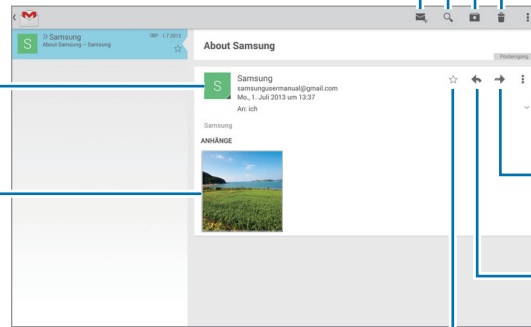 S
Samsung
1.7.2013
About Samsung – Samsung
About Samsung
Posteingang
S
Samsung
samsungusermanual@gmail.com
Mo., 1. Juli 2013 um 13:37
An: ich
Samsung
ANHÄNGE